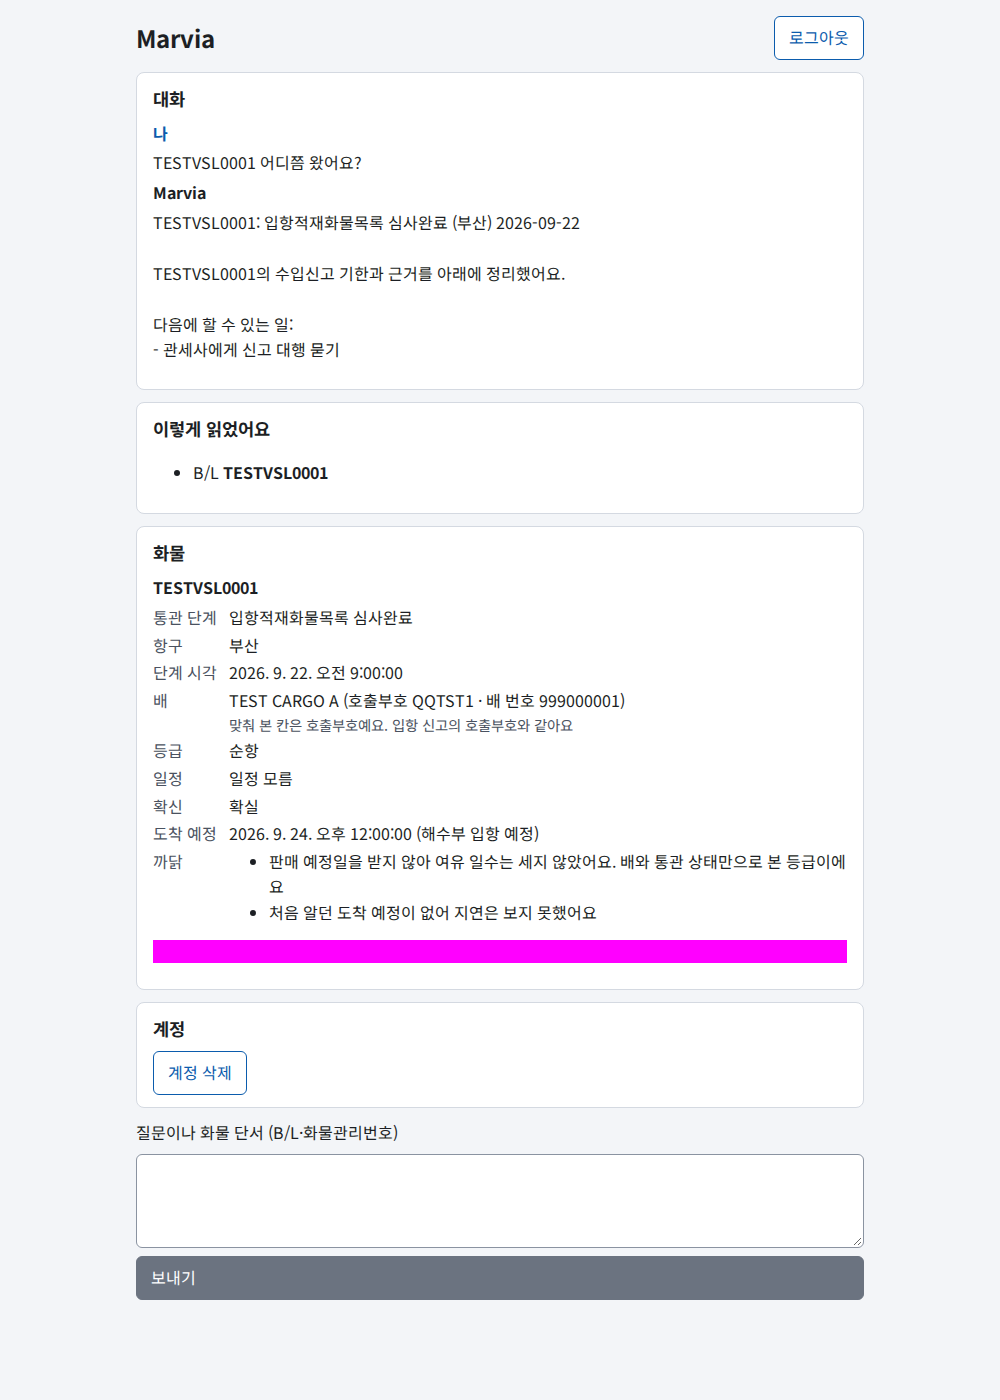 Marvia
로그아웃
대화
나
TESTVSL0001 어디쯤 왔어요?
Marvia
TESTVSL0001: 입항적재화물목록 심사완료 (부산) 2026-09-22
TESTVSL0001의 수입신고 기한과 근거를 아래에 정리했어요.
다음에 할 수 있는 일:
- 관세사에게 신고 대행 묻기
이렇게 읽었어요
• B/L TESTVSL0001
화물
TESTVSL0001
통관 단계 입항적재화물목록 심사완료
항구 부산
단계 시각 2026. 9. 22. 오전 9:00:00
배 TEST CARGO A (호출부호 QQTST1 · 배 번호 999000001)
맞춰 본 칸은 호출부호예요. 입항 신고의 호출부호와 같아요
등급 순항
일정 일정 모름
확신 확실
도착 예정 2026. 9. 24. 오후 12:00:00 (해수부 입항 예정)
까닭 • 판매 예정일을 받지 않아 여유 일수는 세지 않았어요. 배와 통관 상태만으로 본 등급이에
요
• 처음 알던 도착 예정이 없어 지연은 보지 못했어요
계정
계정 삭제
질문이나 화물 단서 (B/L·화물관리번호)
보내기